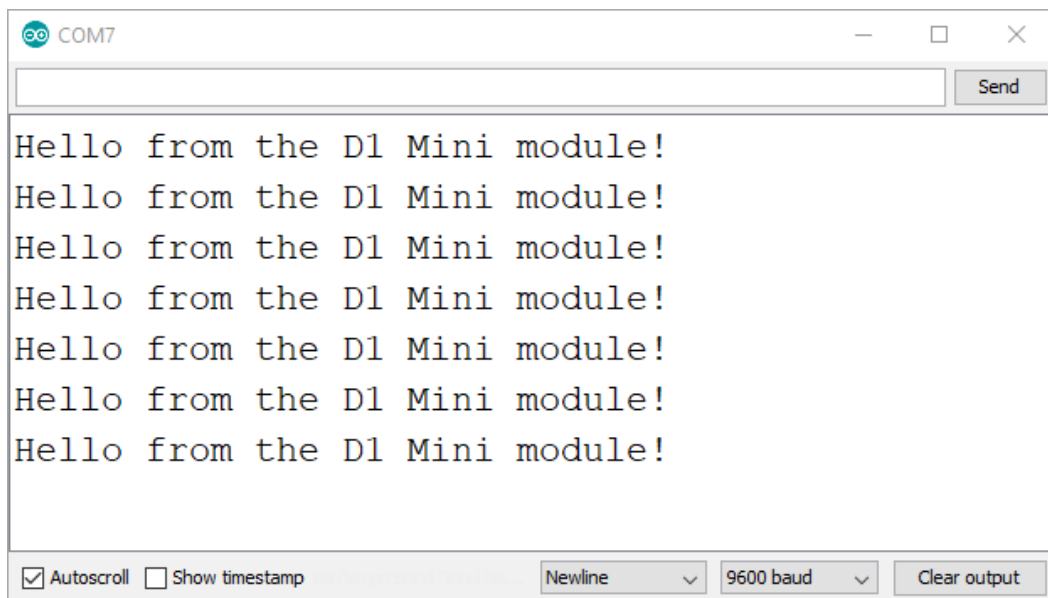 COM7
Send
Hello from the D1 Mini module!
Hello from the D1 Mini module!
Hello from the D1 Mini module!
Hello from the D1 Mini module!
Hello from the D1 Mini module!
Hello from the D1 Mini module!
Hello from the D1 Mini module!
Autoscroll Show timestamp Newline 9600 baud Clear output